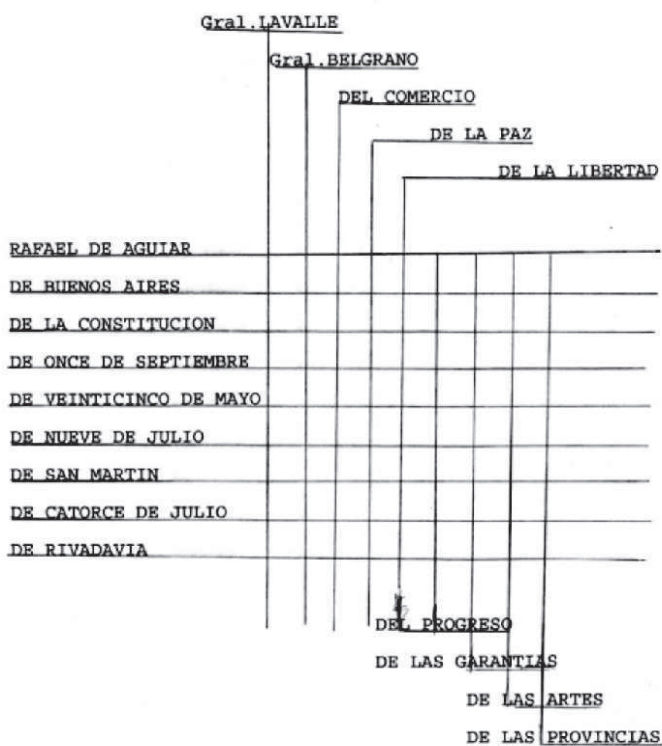 Gral.LAVALLE
Gral.BELGRANO
DEL COMERCIO
DE LA PAZ
DE LA LIBERTAD
RAFAEL DE AGUIAR
DE BUENOS AIRES
DE LA CONSTITUCION
DE ONCE DE SEPTIEMBRE
DE VEINTICINCO DE MAYO
DE NUEVE DE JULIO
DE SAN MARTIN
DE CATORCE DE JULIO
DE RIVADAVIA
DEL PROGRESO
DE LAS GARANTIAS
DE LAS ARTES
DE LAS PROVINCIAS